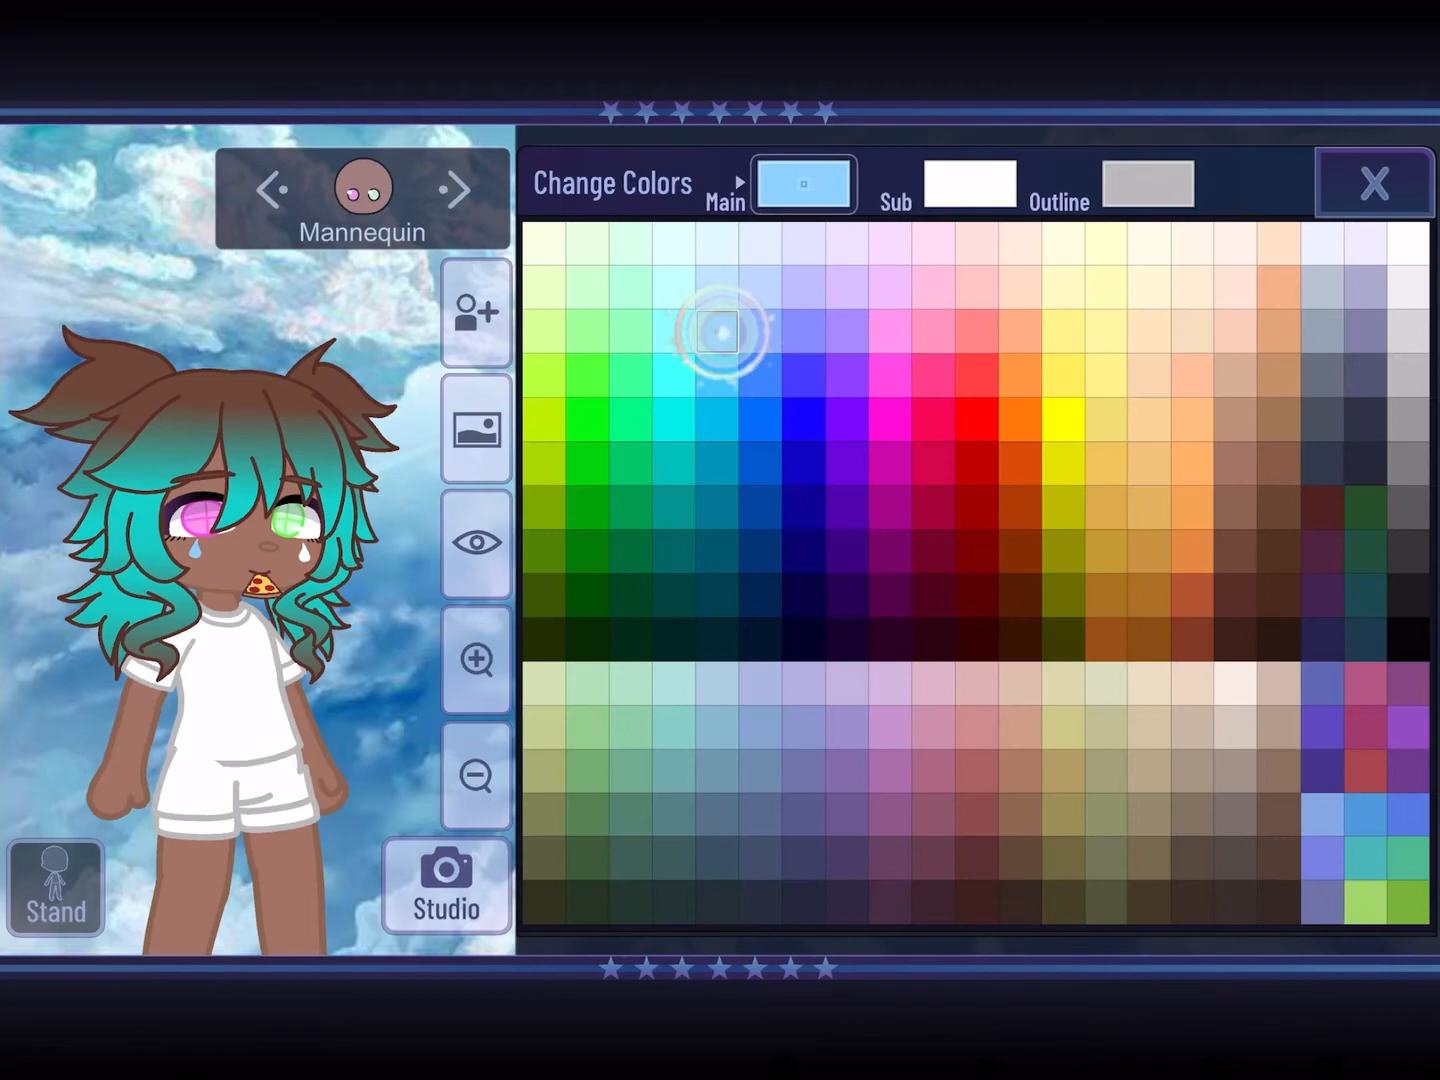 Change Colors
Main
Sub
Outline
X
Mannequin
Stand
Studio